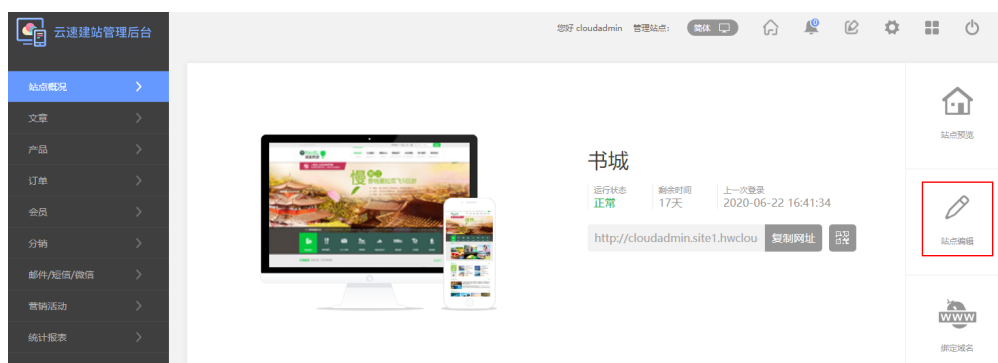 云速建站管理后台
您好 cloudadmin 管理站点: 简体
站点概况
文章
产品
订单
会员
分销
邮件/短信/微信
营销活动
统计报表
慢
书城
运行状态 剩余时间 上一次登录
正常 17天 2020-06-22 16:41:34
http://cloudadmin.site1.hwclou 复制网址
站点预览
站点编辑
WWW
绑定域名